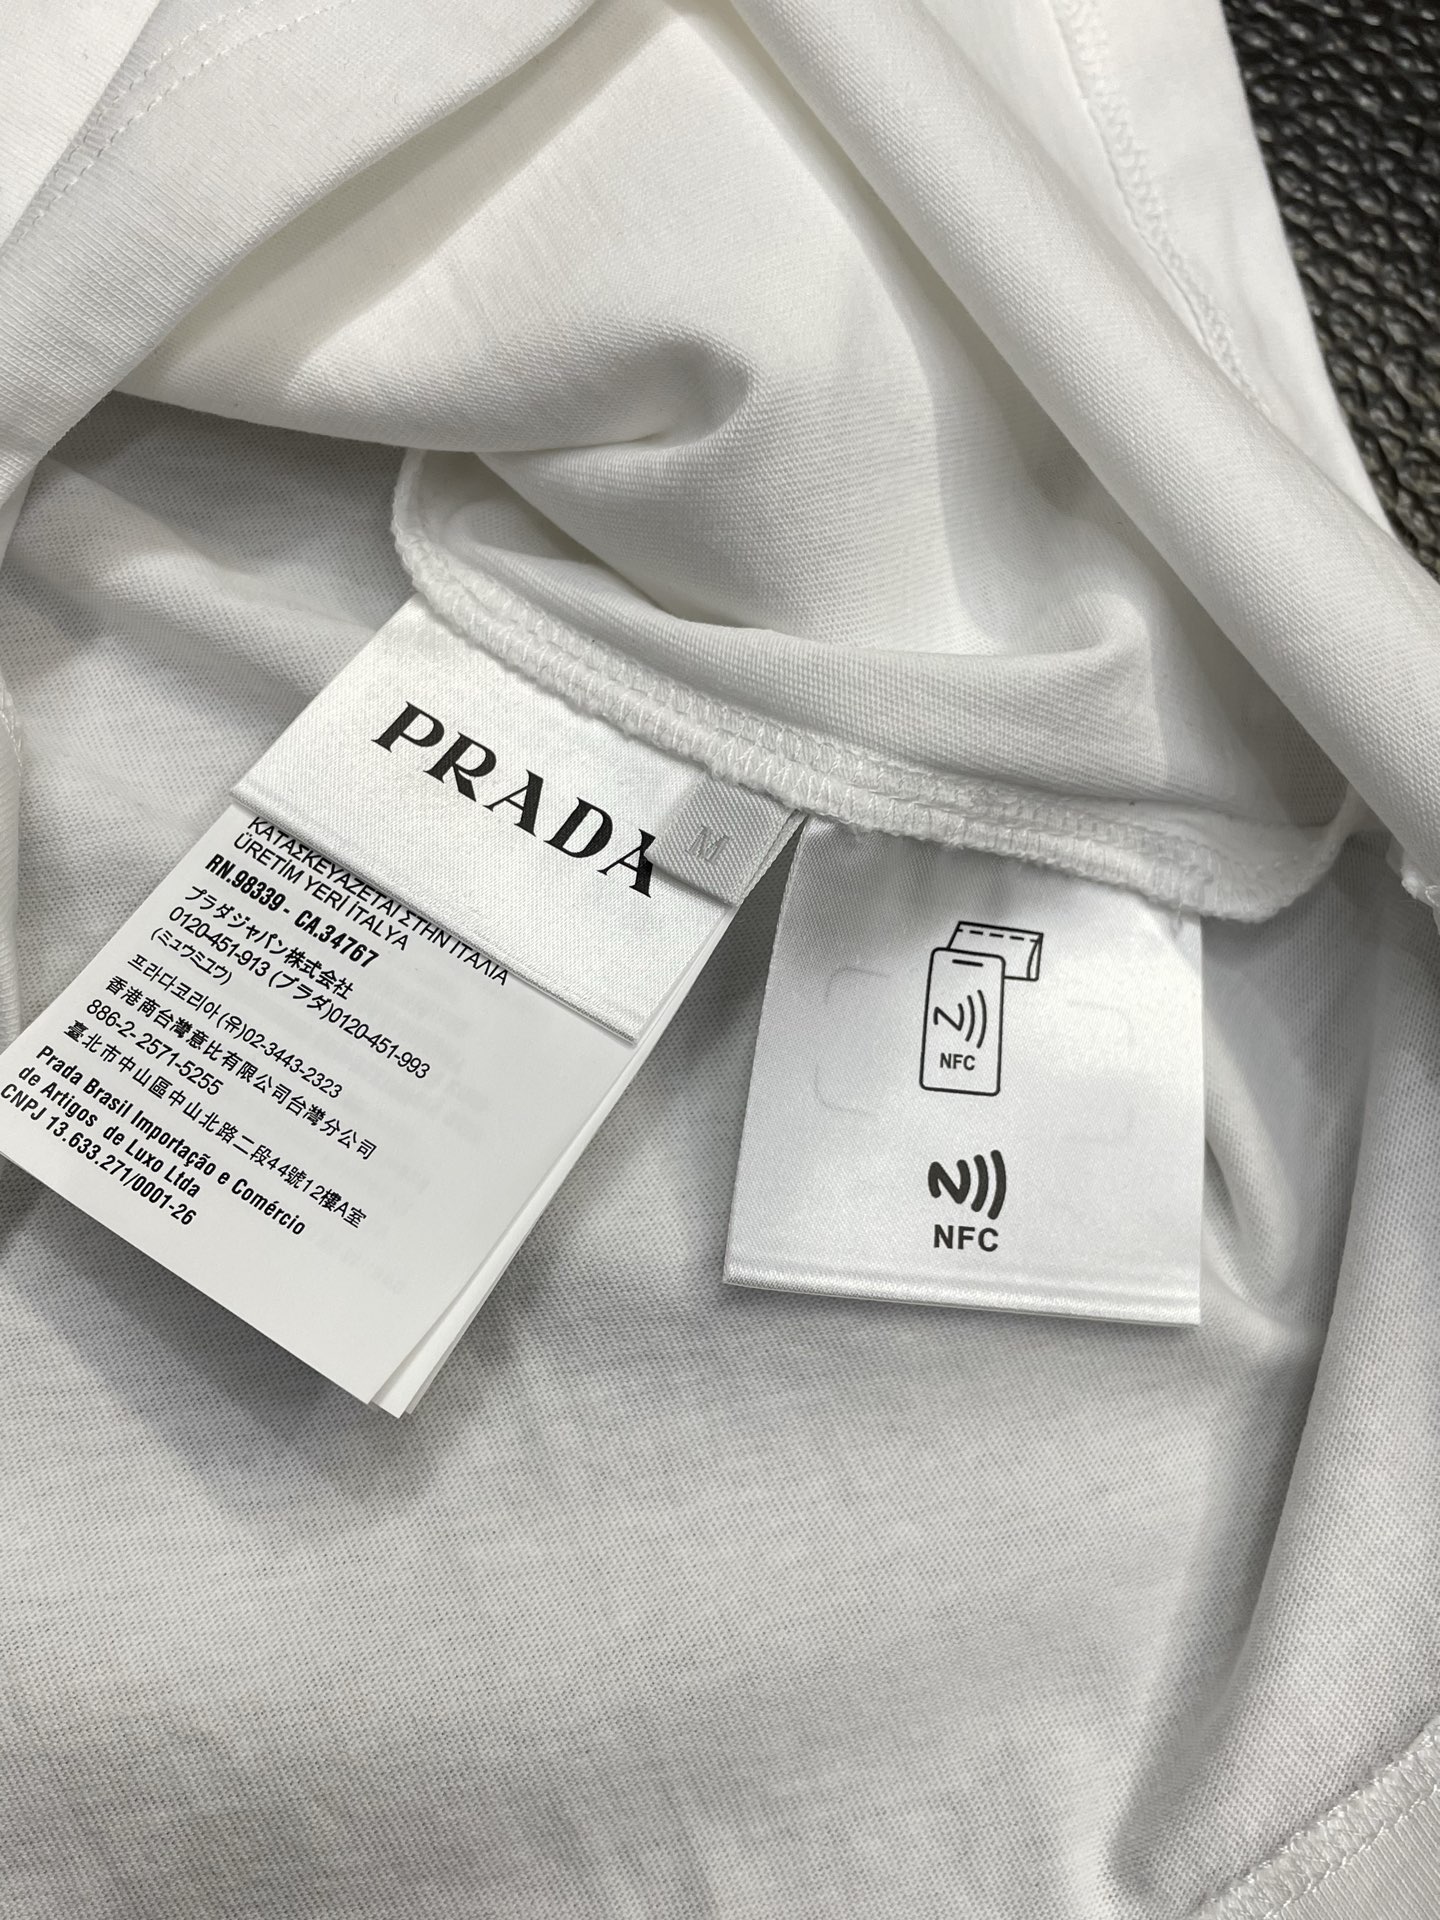 PRADA
M
ΚΑΤΑΣΚΕΥΑΖΕΤΑΙ ΣΤΗΝ ΙΤΑΛΙΑ
ÜRETİM YERİ İTALYA
RN.98339 - CA.34767
プラダジャパン株式会社
0120-451-913 (プラダ)0120-451-993
(ミュウミュウ)
프라다코리아(유)02-3443-2323
香港商台灣意比有限公司台灣分公司
886-2- 2571-5255
臺北市中山區中山北路二段44號12樓A室
Prada Brasil Importação e Comércio
de Artigos de Luxo Ltda
CNPJ 13.633.271/0001-26
NFC
NFC